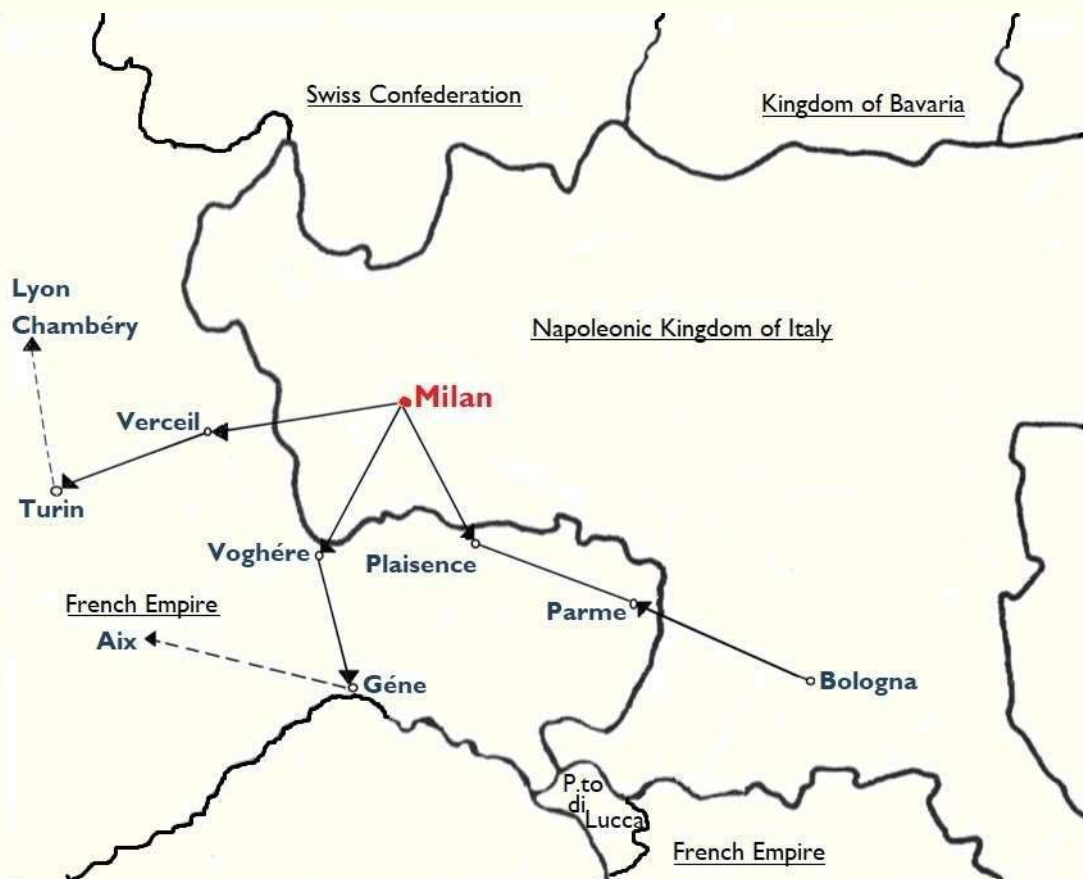 Swiss Confederation
Kingdom of Bavaria
Lyon
Chambéry
Napoleonic Kingdom of Italy
Milan
Verceil
Turin
Voghére
Plaisence
French Empire
Parme
Aix
Géne
Bologna
P.to
di
Lucca
French Empire